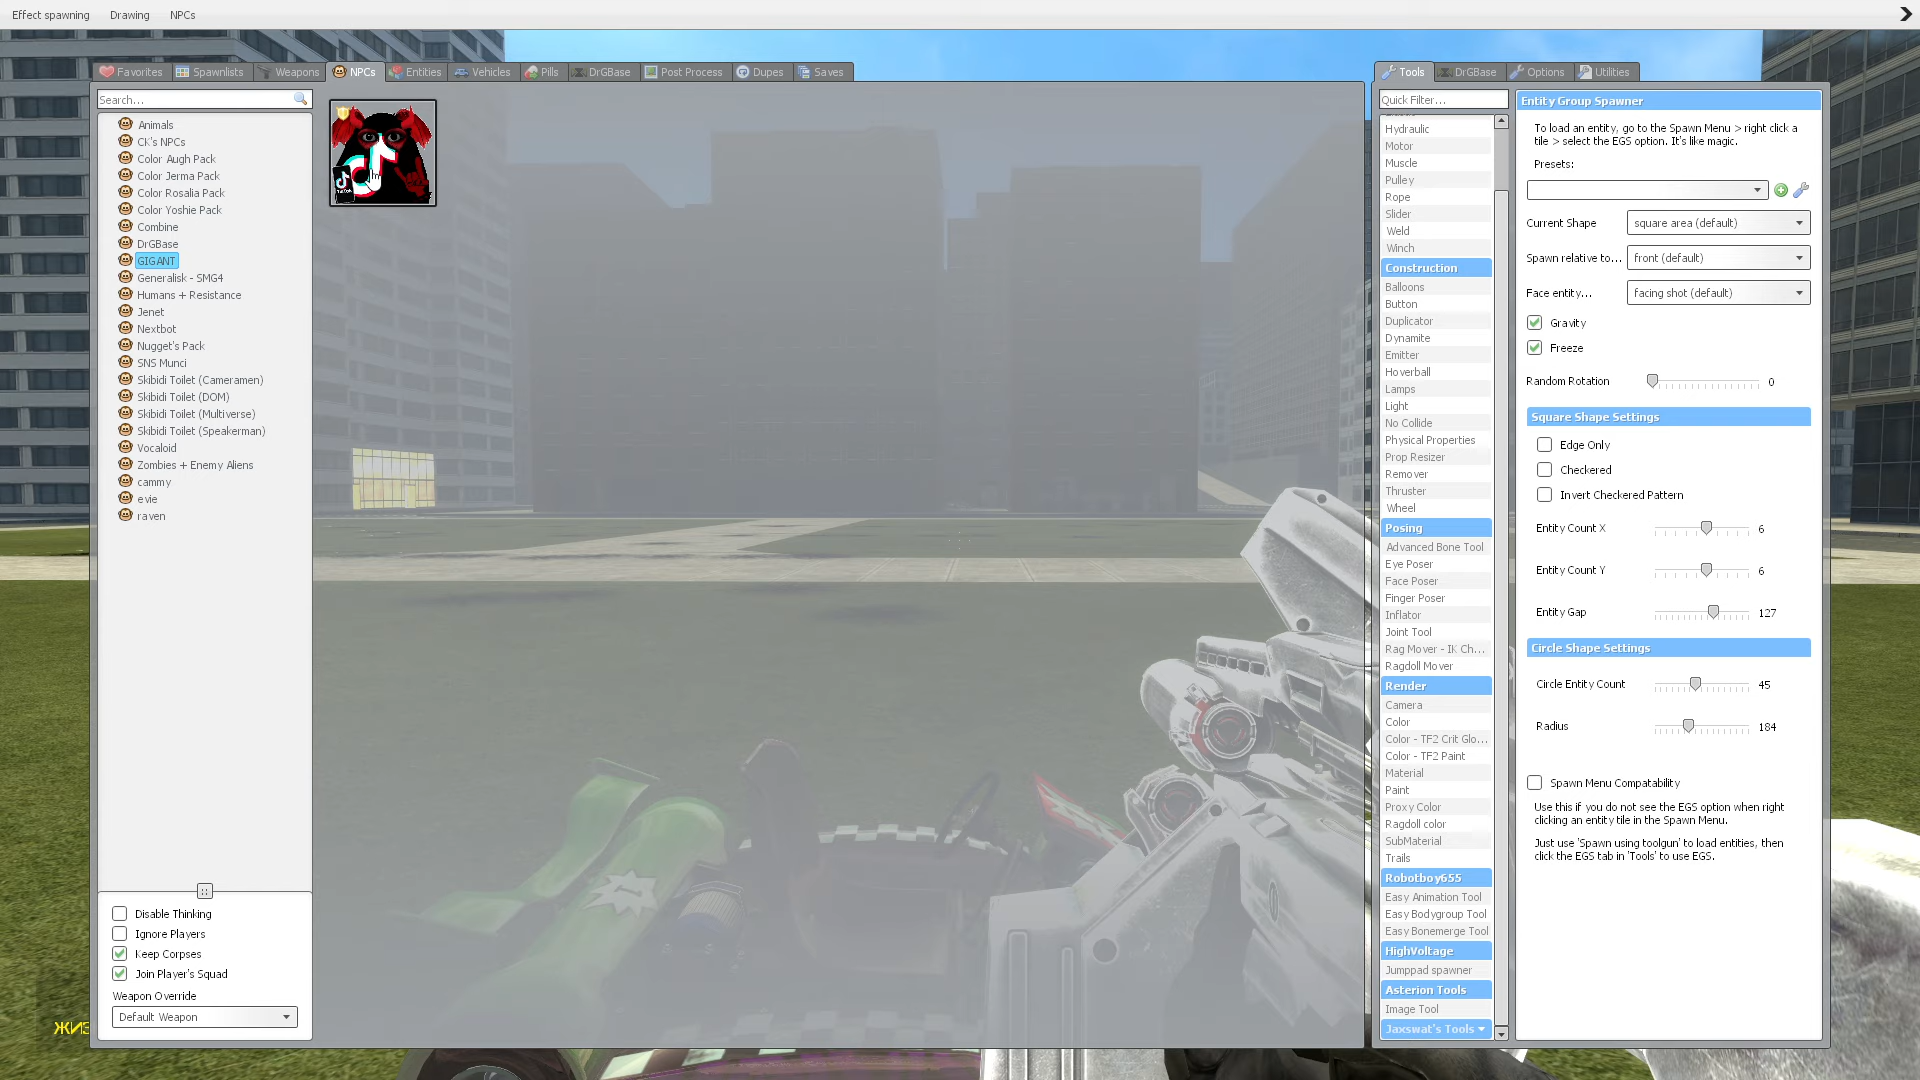 Effect spawning Drawing NPCs
Favorites Spawnlists Weapons NPCs Entities Vehicles Pills DrGBase Post Process Dupes Saves
Search...
Animals
CK's NPCs
Color Augh Pack
Color Jerma Pack
Color Rosalia Pack
Color Yoshie Pack
Combine
DrGBase
GIGANT
Generalisk - SMG4
Humans + Resistance
Jenet
Nextbot
Nugget's Pack
SNS Munci
Skibidi Toilet (Cameramen)
Skibidi Toilet (DOM)
Skibidi Toilet (Multiverse)
Skibidi Toilet (Speakerman)
Vocaloid
Zombies + Enemy Aliens
cammy
evie
raven
Disable Thinking
Ignore Players
Keep Corpses
Join Player's Squad
Weapon Override
Default Weapon
ЖИЗ
Tools DrGBase Options Utilities
Quick Filter...
Hydraulic
Motor
Muscle
Pulley
Rope
Slider
Weld
Winch
Construction
Balloons
Button
Duplicator
Dynamite
Emitter
Hoverball
Lamps
Light
No Collide
Physical Properties
Prop Resizer
Remover
Thruster
Wheel
Posing
Advanced Bone Tool
Eye Poser
Face Poser
Finger Poser
Inflator
Joint Tool
Rag Mover - IK Ch...
Ragdoll Mover
Render
Camera
Color
Color - TF2 Crit Glo...
Color - TF2 Paint
Material
Paint
Proxy Color
Ragdoll color
SubMaterial
Trails
Robotboy655
Easy Animation Tool
Easy Bodygroup Tool
Easy Bonemerge Tool
HighVoltage
Jumppad spawner
Asterion Tools
Image Tool
Jaxswat's Tools
Entity Group Spawner
To load an entity, go to the Spawn Menu > right click a
tile > select the EGS option. It's like magic.
Presets:
Current Shape square area (default)
Spawn relative to... front (default)
Face entity... facing shot (default)
Gravity
Freeze
Random Rotation 0
Square Shape Settings
Edge Only
Checkered
Invert Checkered Pattern
Entity Count X 6
Entity Count Y 6
Entity Gap 127
Circle Shape Settings
Circle Entity Count 45
Radius 184
Spawn Menu Compatability
Use this if you do not see the EGS option when right
clicking an entity tile in the Spawn Menu.
Just use 'Spawn using toolgun' to load entities, then
click the EGS tab in 'Tools' to use EGS.